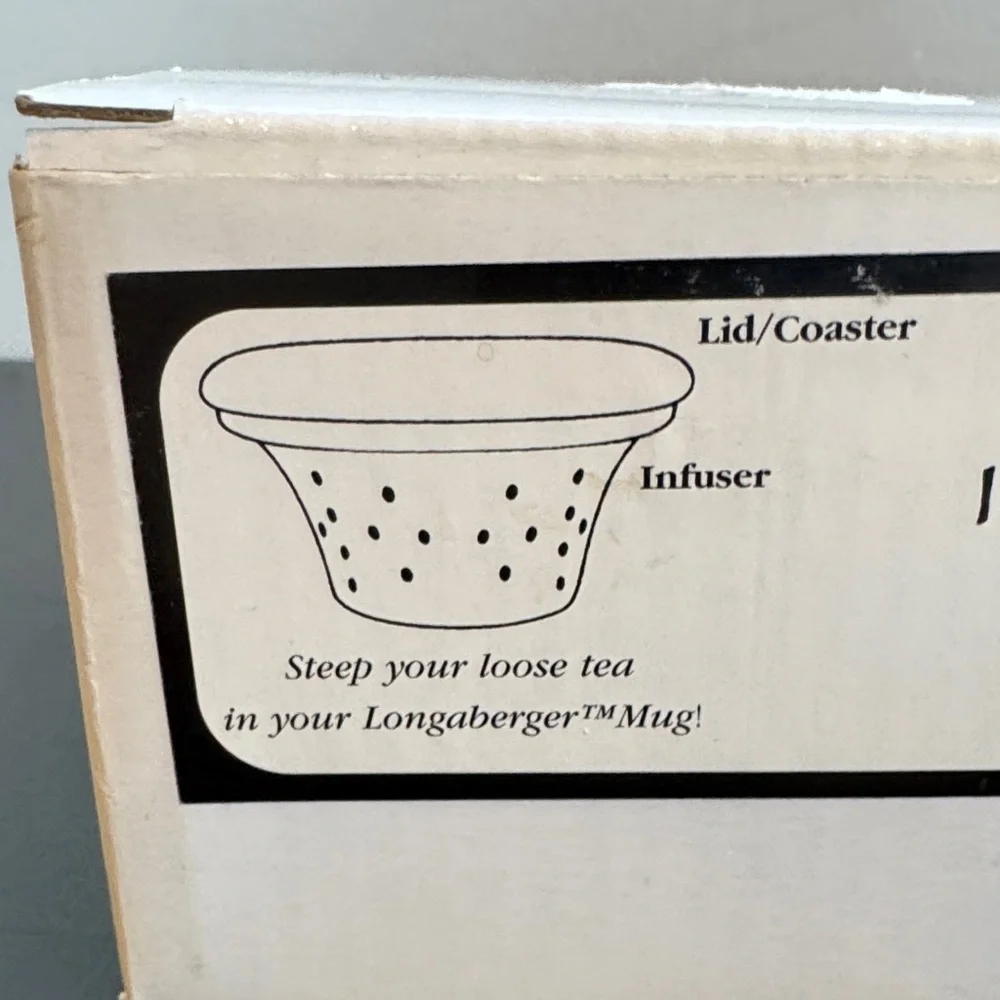 Lid/Coaster
Infuser
Steep your loose tea
in your Longaberger™Mug!